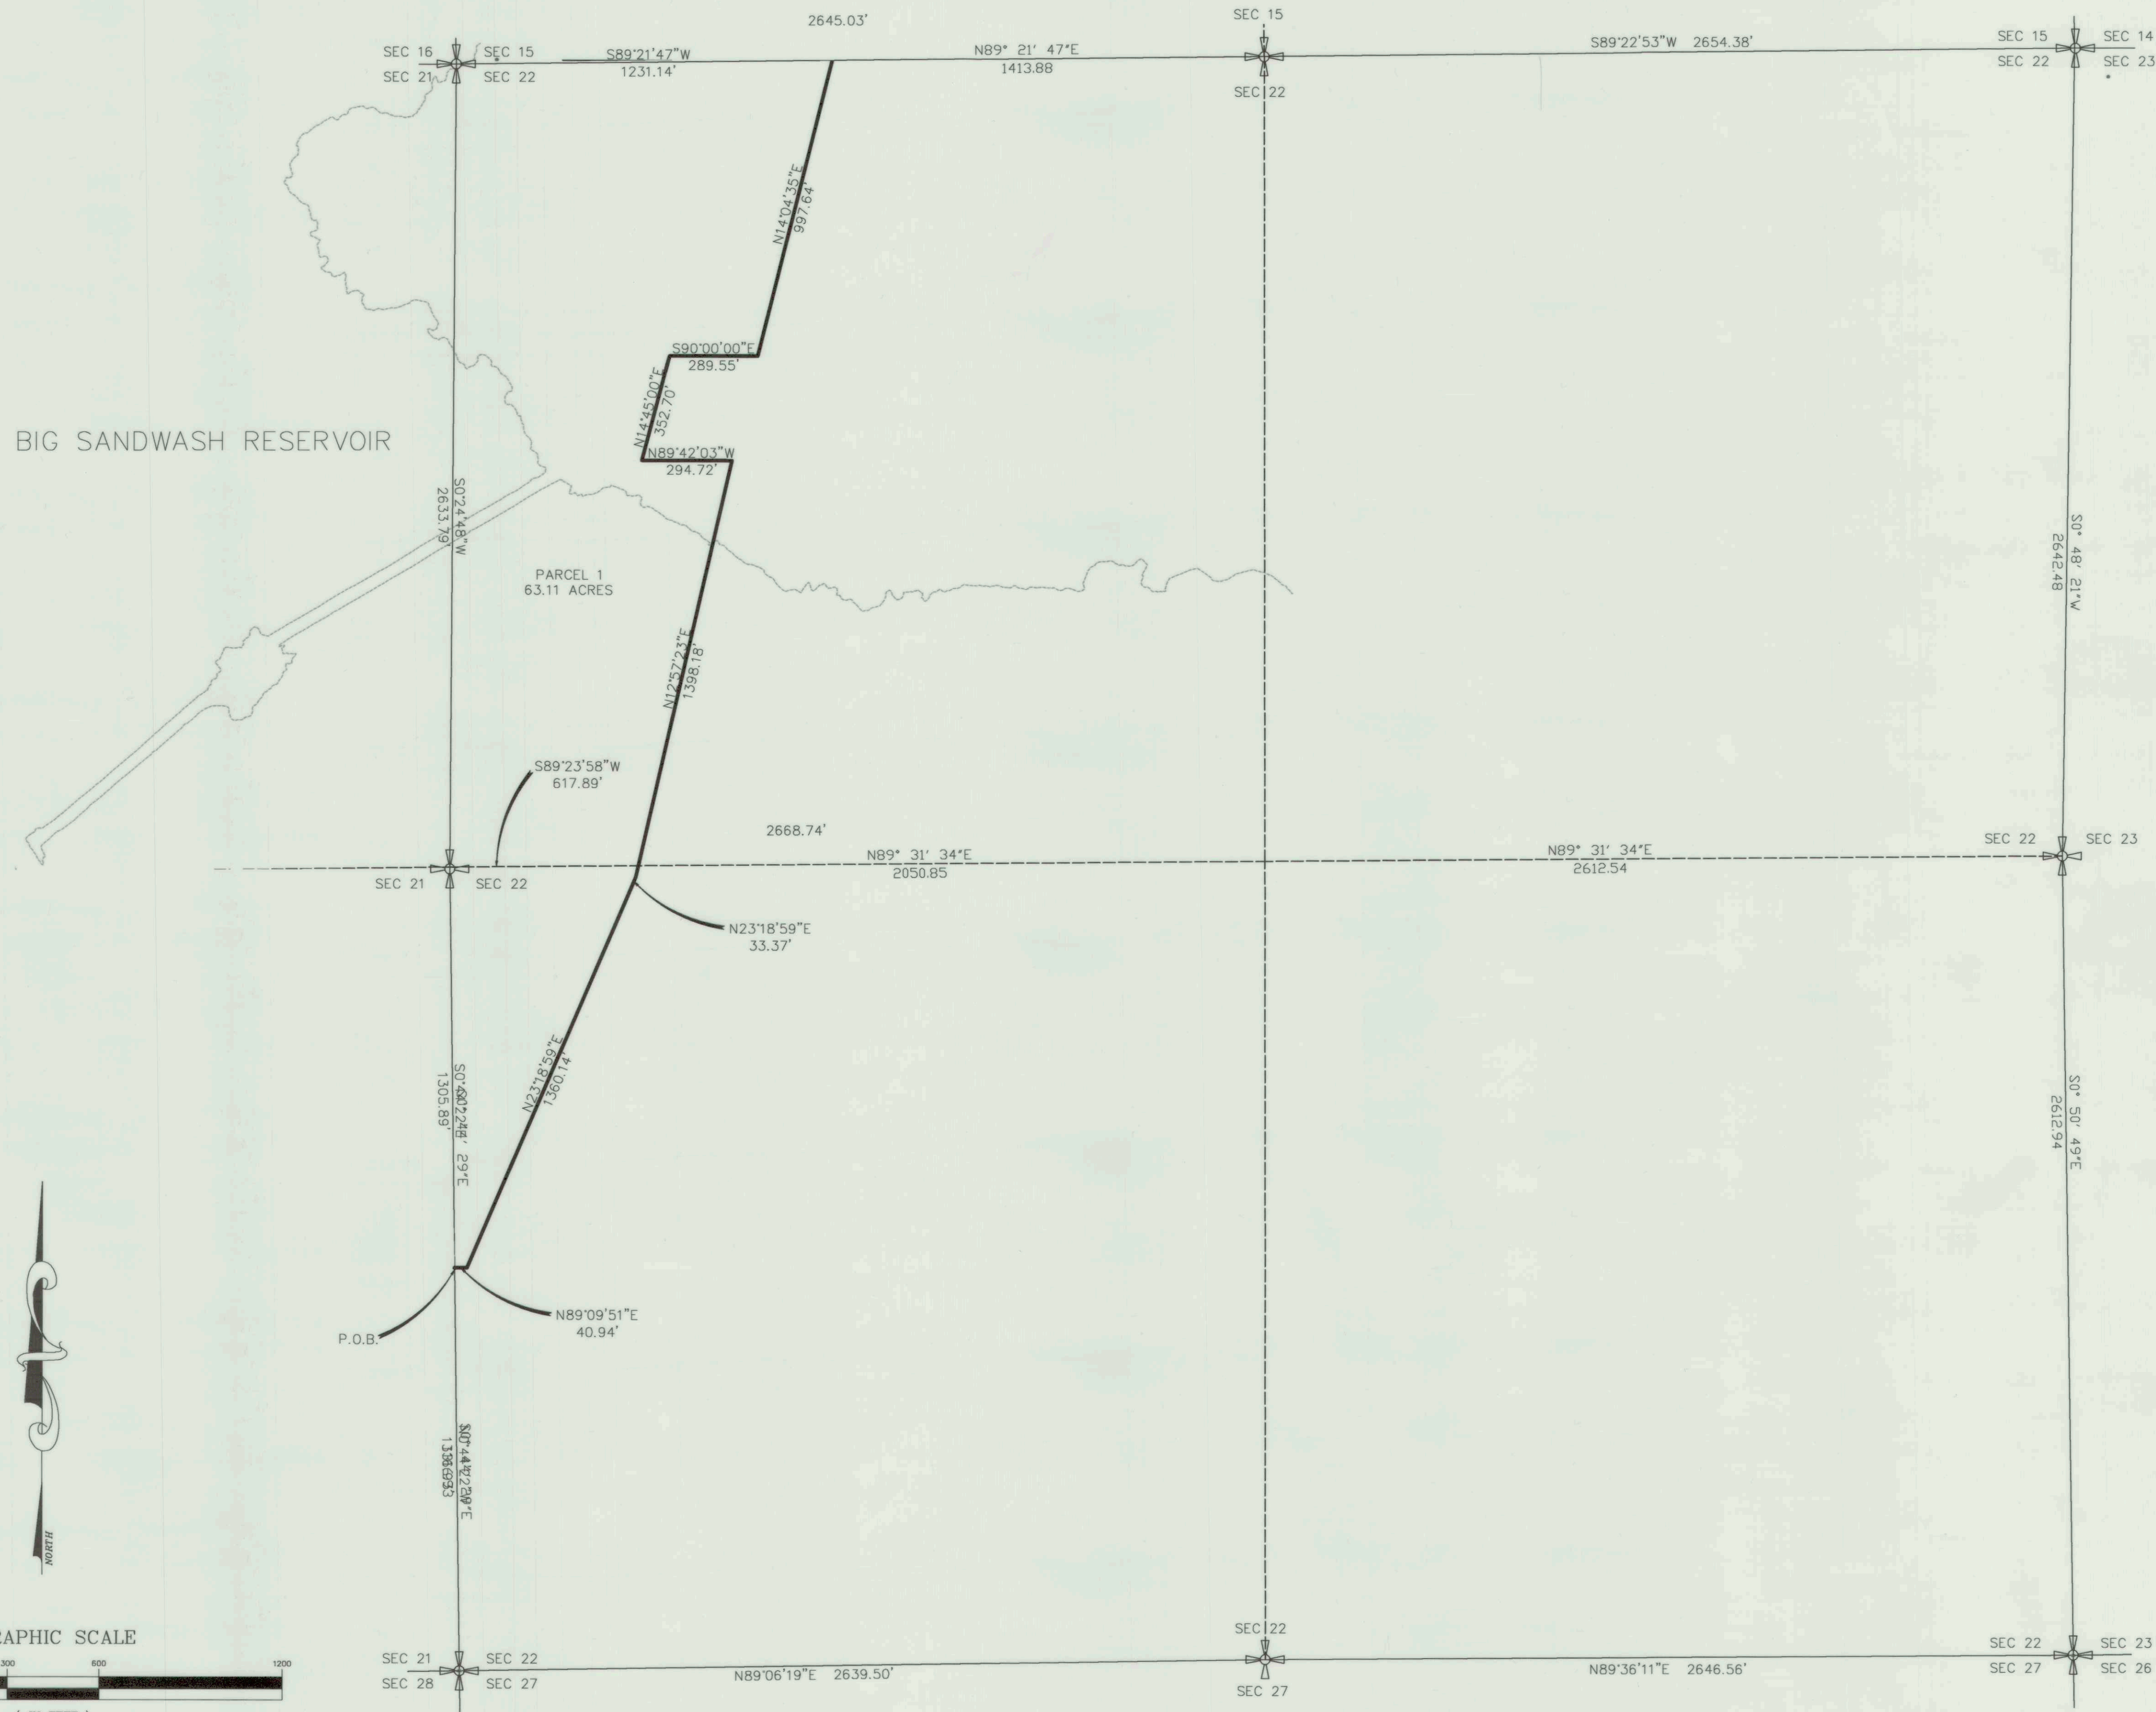 2645.03'
SEC 15
SEC 16
SEC 15
S89°21'47"W
N89° 21' 47"E
S89°22'53"W 2654.38'
SEC 15
SEC 14
SEC 21
SEC 22
1231.14'
1413.88
SEC 22
SEC 22
SEC 23
N14°04'35"E
997.64'
S90°00'00"E
289.55'
N14°45'00"E
352.70'
BIG SANDWASH RESERVOIR
N89°42'03"W
294.72'
S0°24'48"W
2633.79'
S0° 48' 21"W
2642.48
PARCEL 1
63.11 ACRES
N12°57'23"E
1398.18'
S89°23'58"W
617.89'
2668.74'
N89° 31' 34"E
2050.85
N89° 31' 34"E
2612.54
SEC 22
SEC 23
SEC 21
SEC 22
N23°18'59"E
33.37'
N23°18'59"E
1360.14'
29"E
1305.89'
S0° 50' 49"E
2612.94
N89°09'51"E
40.94'
P.O.B.
NORTH
GRAPHIC SCALE
300
600
1200
SEC 21
SEC 22
SEC 22
SEC 22
SEC 23
SEC 28
SEC 27
N89°06'19"E 2639.50'
SEC 27
N89°36'11"E 2646.56'
SEC 27
SEC 26